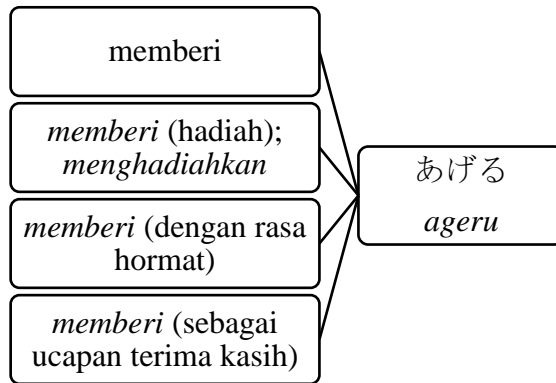 memberi
memberi (hadiah);
menghadiahkan
memberi (dengan rasa
hormat)
memberi (sebagai
ucapan terima kasih)
あげる
ageru